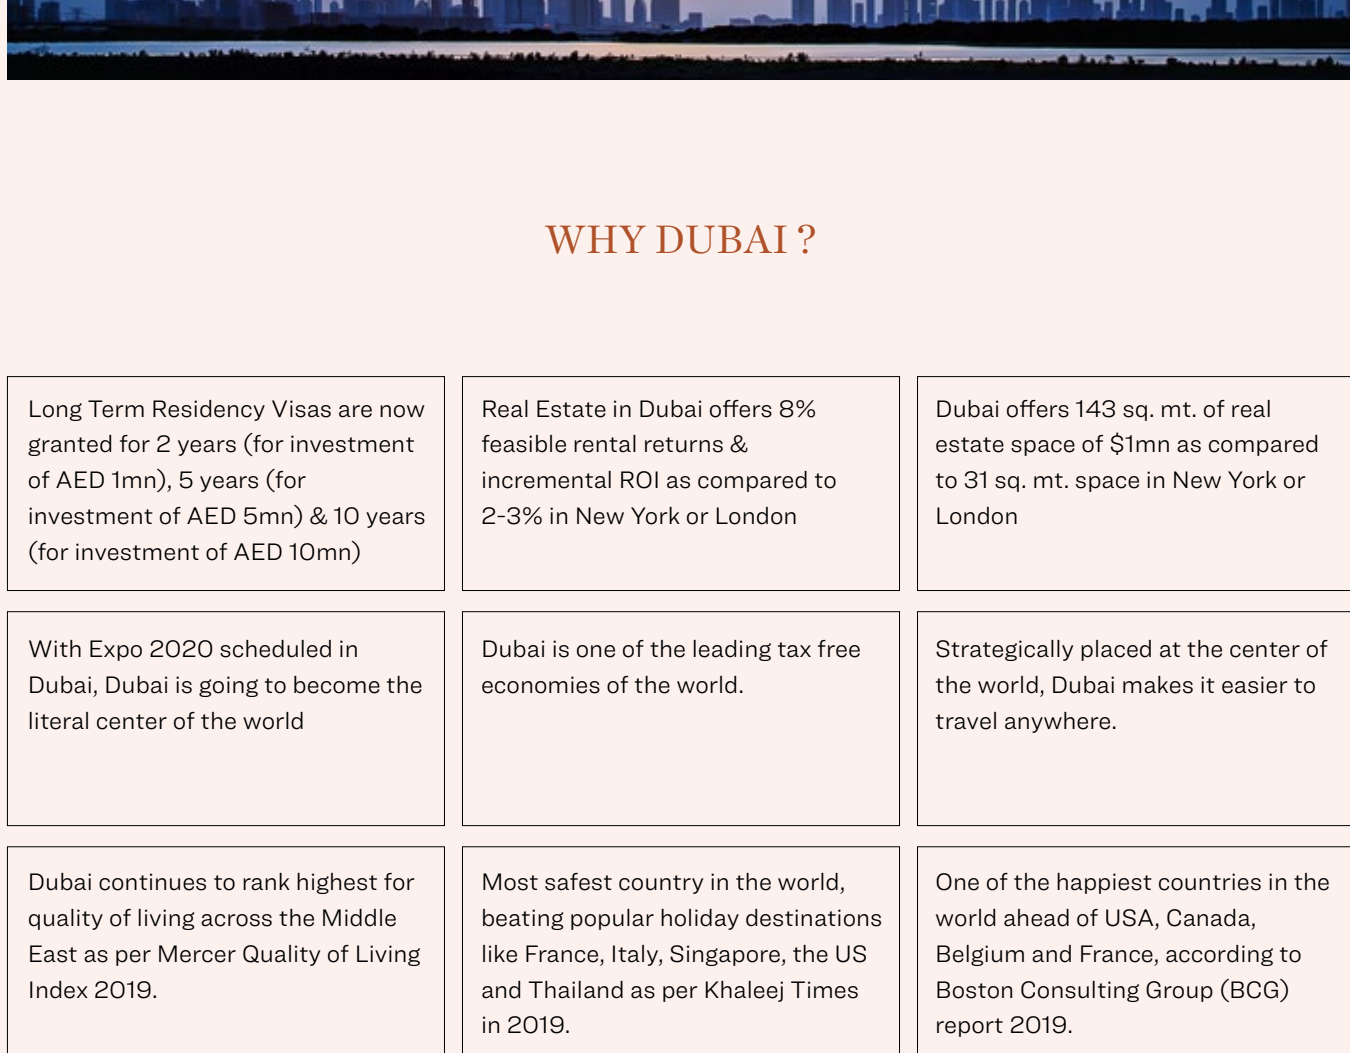 WHY DUBAI ?
Long Term Residency Visas are now
granted for 2 years (for investment
of AED 1mn), 5 years (for
investment of AED 5mn) & 10 years
(for investment of AED 10mn)
Real Estate in Dubai offers 8%
feasible rental returns &
incremental ROI as compared to
2-3% in New York or London
Dubai offers 143 sq. mt. of real
estate space of $1mn as compared
to 31 sq. mt. space in New York or
London
With Expo 2020 scheduled in
Dubai, Dubai is going to become the
literal center of the world
Dubai is one of the leading tax free
economies of the world.
Strategically placed at the center of
the world, Dubai makes it easier to
travel anywhere.
Dubai continues to rank highest for
quality of living across the Middle
East as per Mercer Quality of Living
Index 2019.
Most safest country in the world,
beating popular holiday destinations
like France, Italy, Singapore, the US
and Thailand as per Khaleej Times
in 2019.
One of the happiest countries in the
world ahead of USA, Canada,
Belgium and France, according to
Boston Consulting Group (BCG)
report 2019.